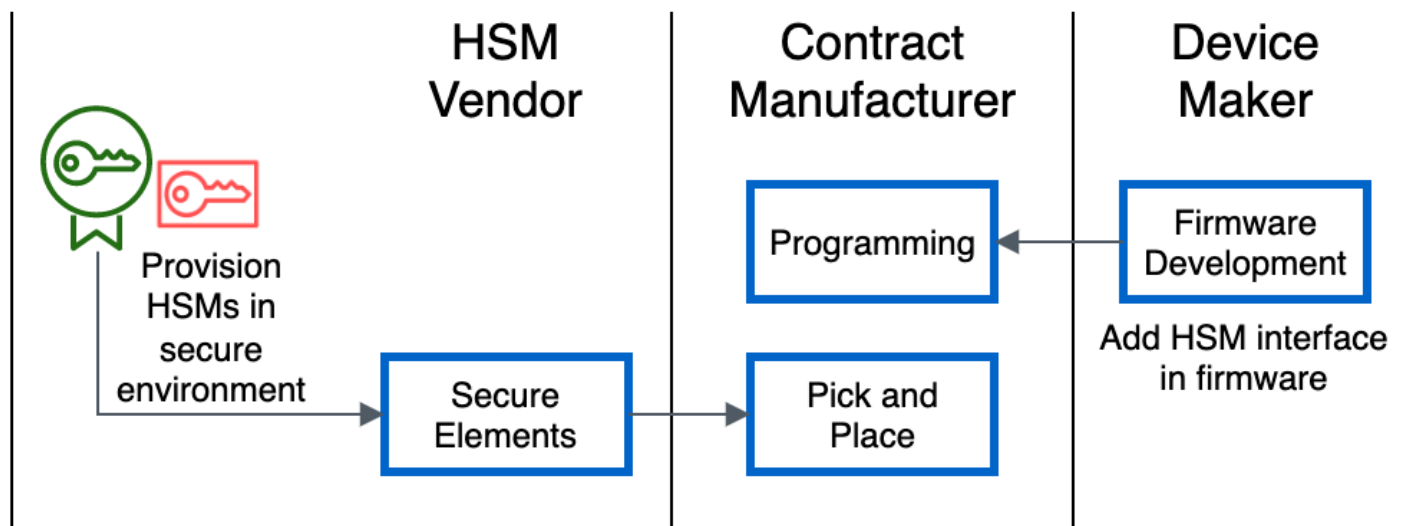 HSM
Vendor
Contract
Manufacturer
Device
Maker
Provision
HSMs in
secure
environment
Secure
Elements
Programming
Pick and
Place
Firmware
Development
Add HSM interface
in firmware